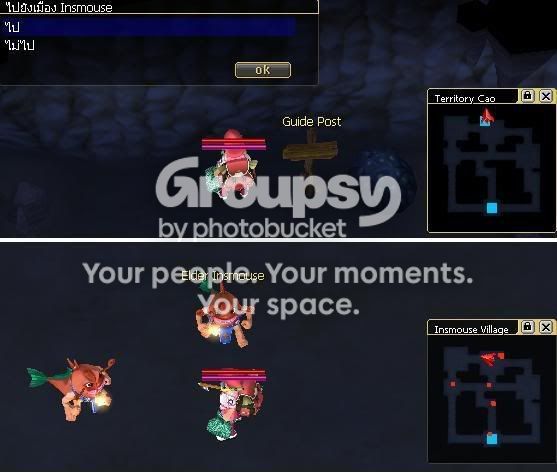 ไปยังเมือง Insmouse
ไป
ไม่ไป
ok
Territory Cao
Guide Post
Groupsy
by photobucket
Your people. Your moments.
Your space.
Elder Insmouse
Insmouse Village